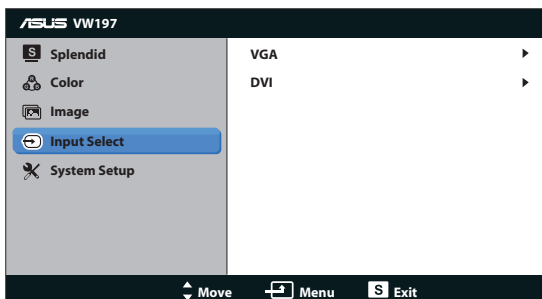 ASUS VW197
S Splendid
Color
Image
Input Select
System Setup
VGA
DVI
Move Menu S Exit